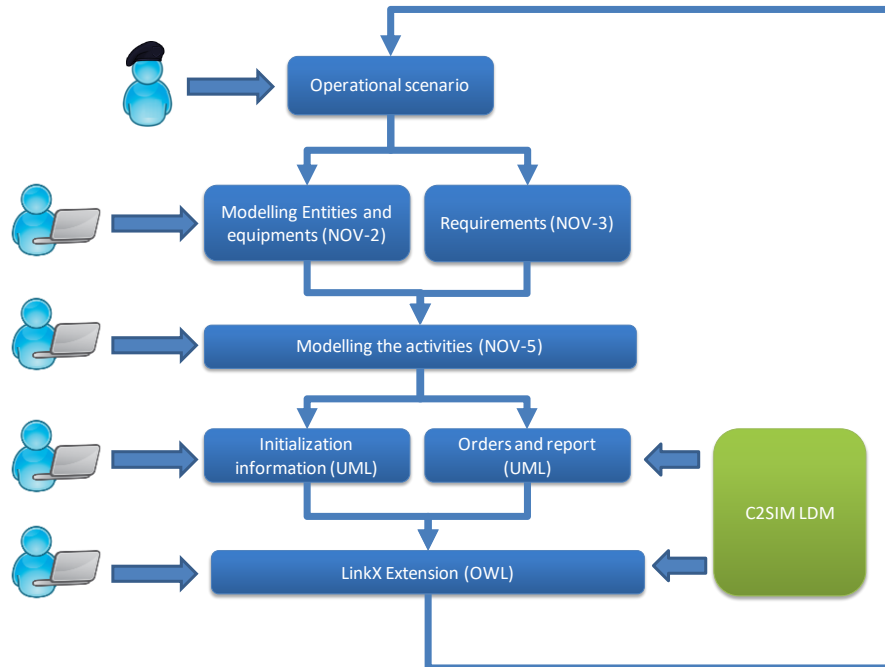 Operational scenario
Modelling Entities and
equipments (NOV-2)
Requirements (NOV-3)
Modelling the activities (NOV-5)
Initialization
information (UML)
Orders and report
(UML)
C2SIM LDM
LinkX Extension (OWL)